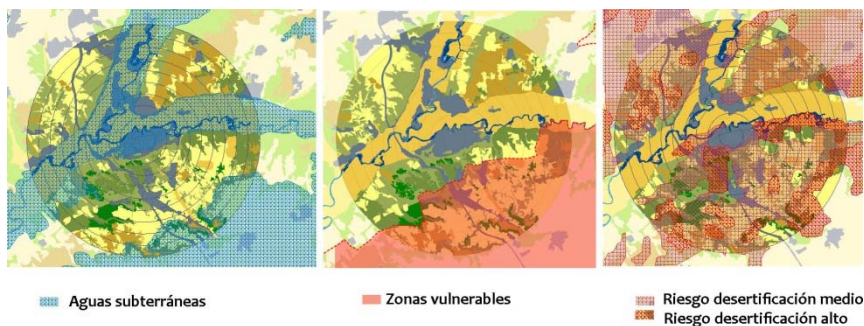 Aguas subterráneas
Zonas vulnerables
Riesgo desertificación medio
Riesgo desertificación alto